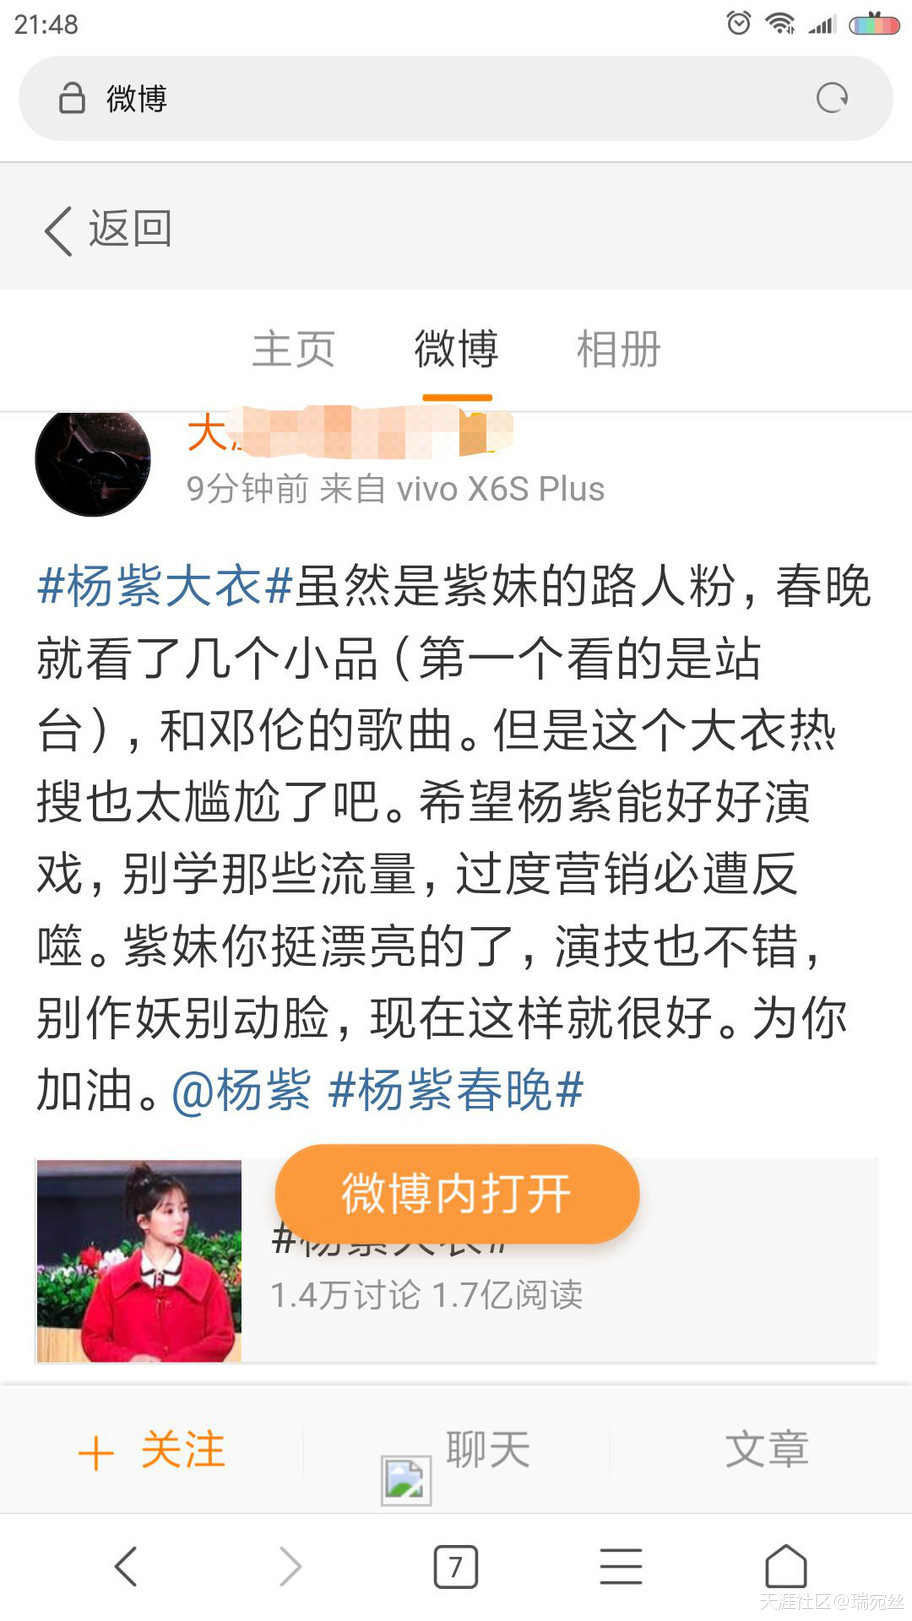 21:48
微博
返回
主页 微博 相册
大
9分钟前 来自 vivo X6S Plus
#杨紫大衣#虽然是紫妹的路人粉，春晚
就看了几个小品（第一个看的是站
台），和邓伦的歌曲。但是这个大衣热
搜也太尴尬了吧。希望杨紫能好好演
戏，别学那些流量，过度营销必遭反
噬。紫妹你挺漂亮的了，演技也不错，
别作妖别动脸，现在这样就很好。为你
加油。@杨紫 #杨紫春晚#
微博内打开
#杨紫大衣#
1.4万讨论 1.7亿阅读
+ 关注 聊天 文章
7
天涯社区@瑞宛丝